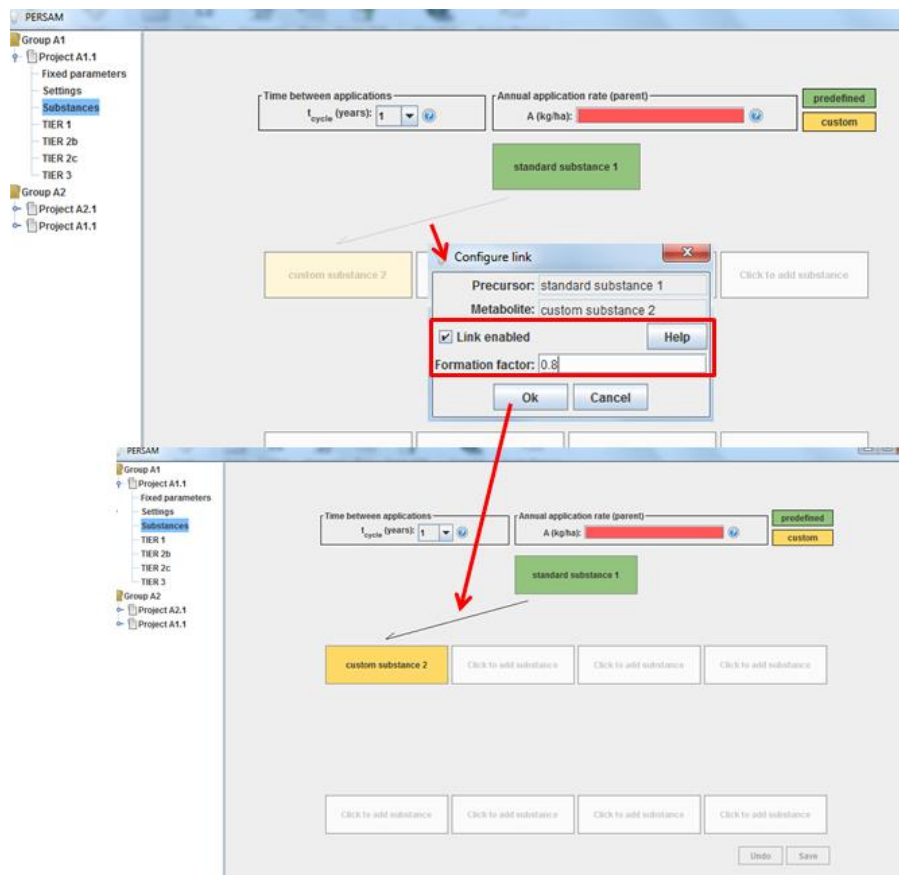 PERSAM
Group A1
Project A1.1
Fixed parameters
Settings
Substances
TIER 1
TIER 2b
TIER 2c
TIER 3
Group A2
Project A2.1
Project A1.1
Time between applications
tcycle (years): 1
Annual application rate (parent)
A (kg/ha):
predefined
custom
standard substance 1
custom substance 2
Click to add substance
Configure link
Precursor: standard substance 1
Metabolite: custom substance 2
Link enabled
Help
Formation factor: 0.8
Ok Cancel
PERSAM
Group A1
Project A1.1
Fixed parameters
Settings
Substances
TIER 1
TIER 2b
TIER 2c
TIER 3
Group A2
Project A2.1
Project A1.1
Time between applications
tcycle (years): 1
Annual application rate (parent)
A (kg/ha):
predefined
custom
standard substance 1
custom substance 2 Click to add substance Click to add substance Click to add substance
Click to add substance Click to add substance Click to add substance Click to add substance
Undo Save